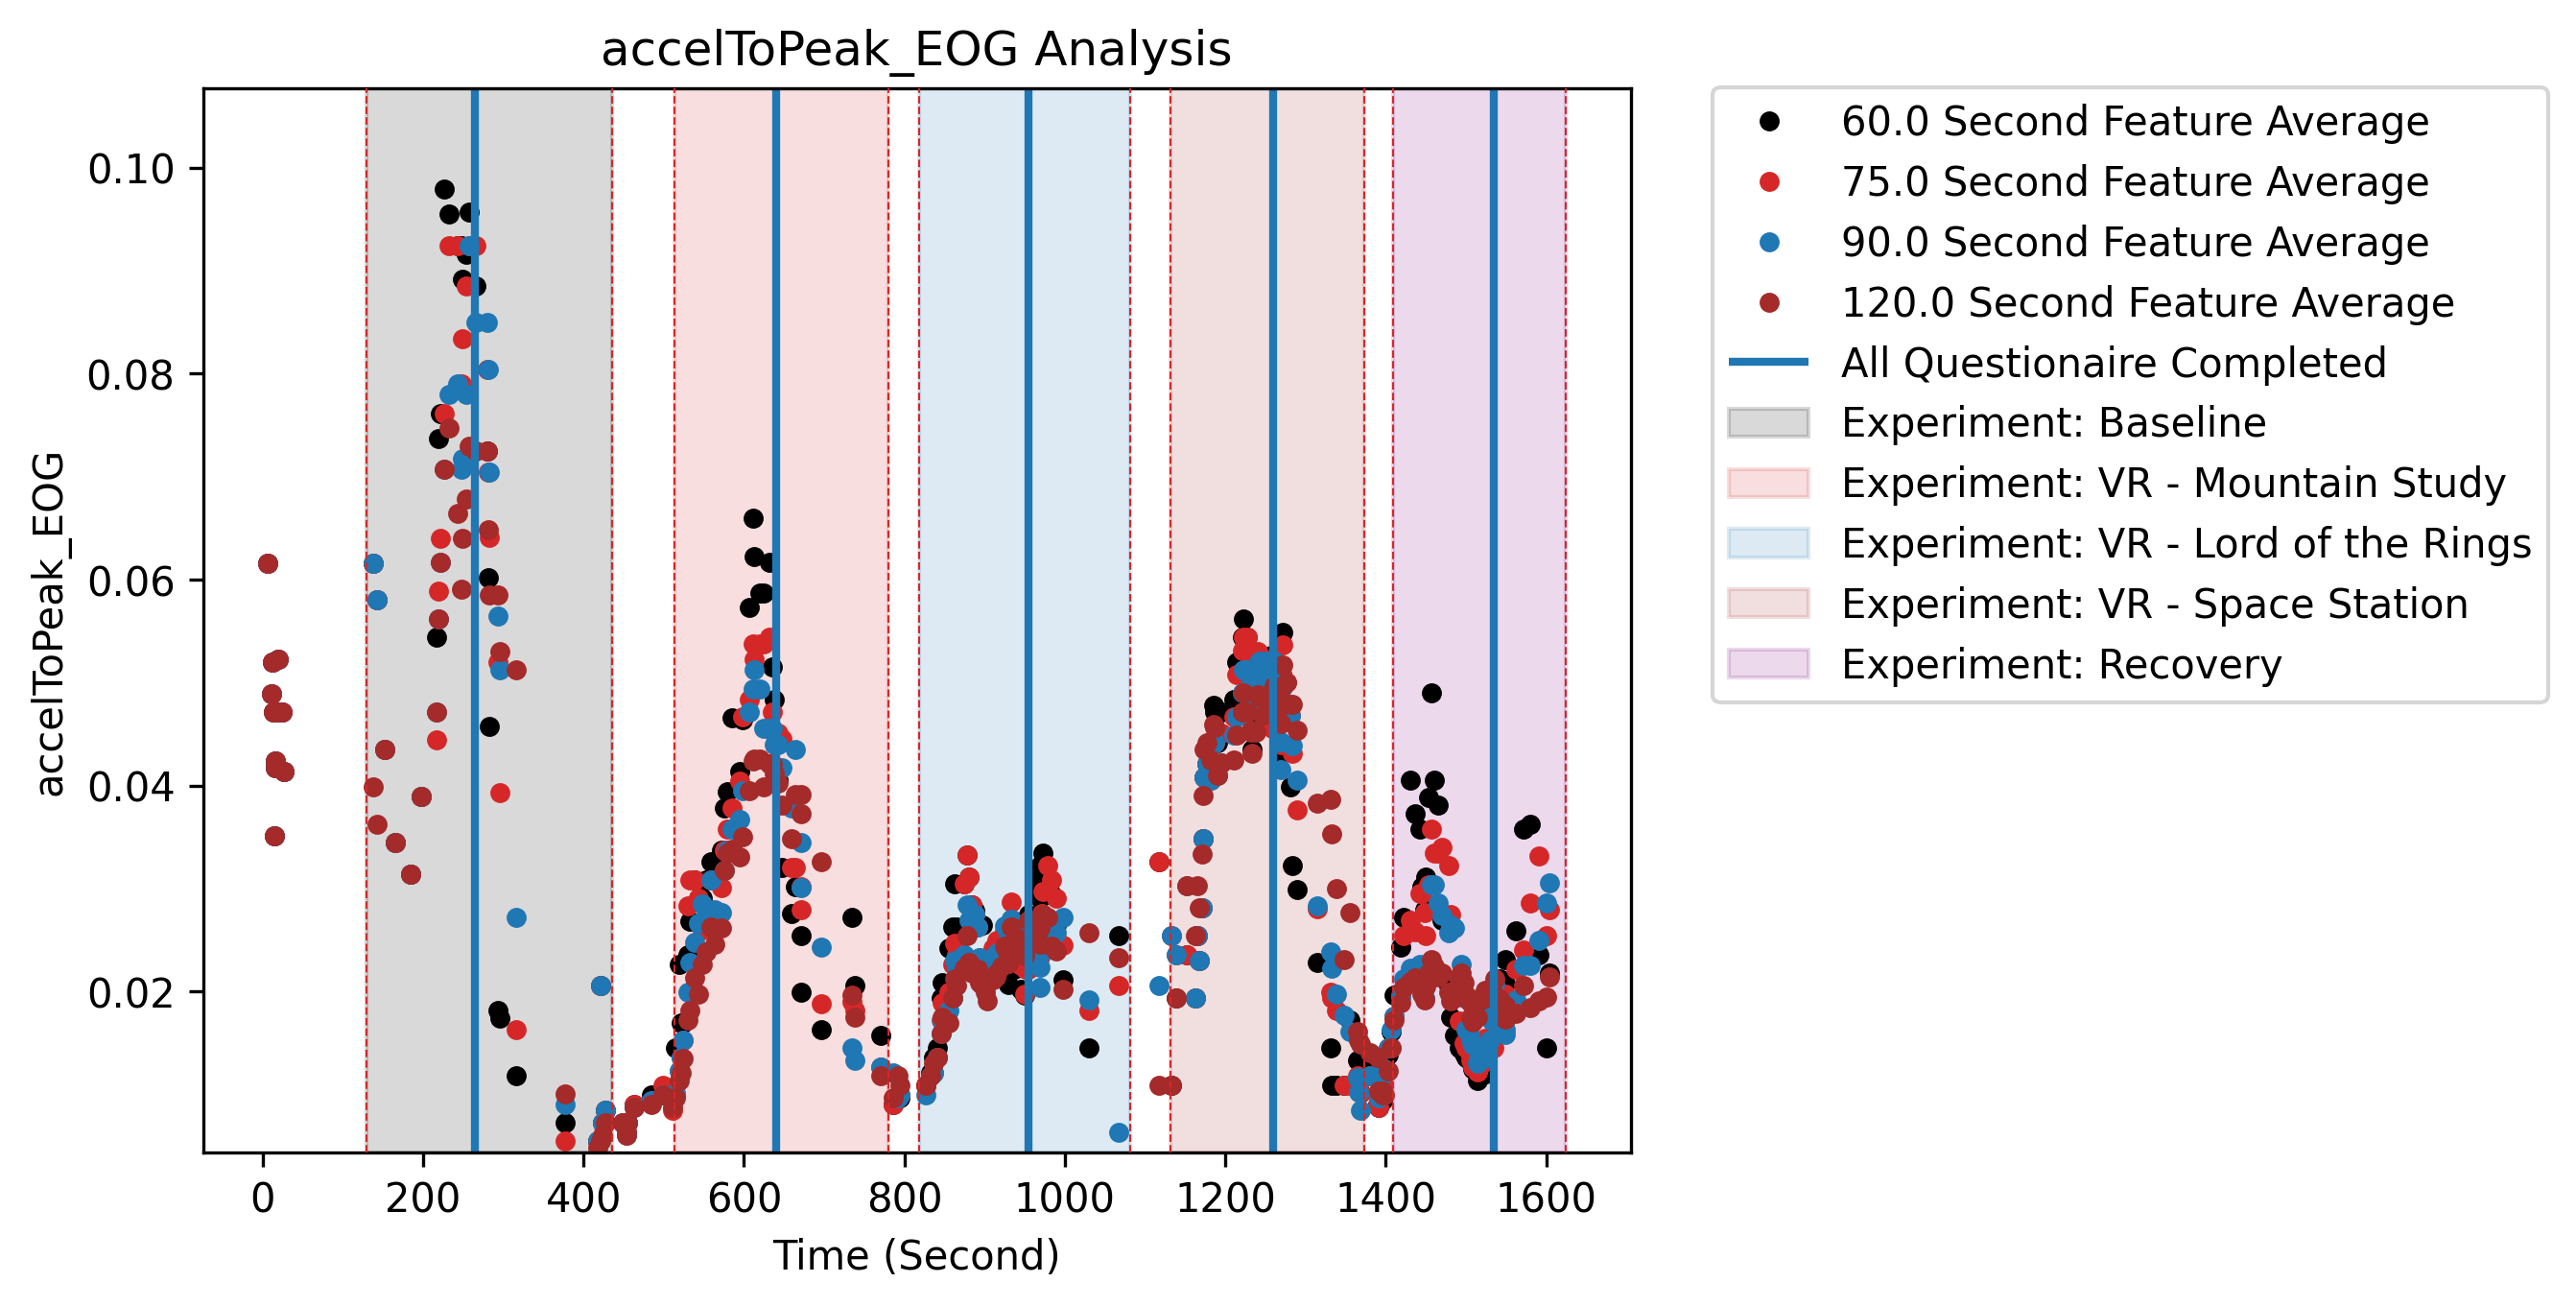 accelToPeak_EOG Analysis
accelToPeak_EOG
0.10
0.08
0.06
0.04
0.02
0
200
400
600
800
1000
1200
1400
1600
Time (Second)
60.0 Second Feature Average
75.0 Second Feature Average
90.0 Second Feature Average
120.0 Second Feature Average
All Questionaire Completed
Experiment: Baseline
Experiment: VR - Mountain Study
Experiment: VR - Lord of the Rings
Experiment: VR - Space Station
Experiment: Recovery